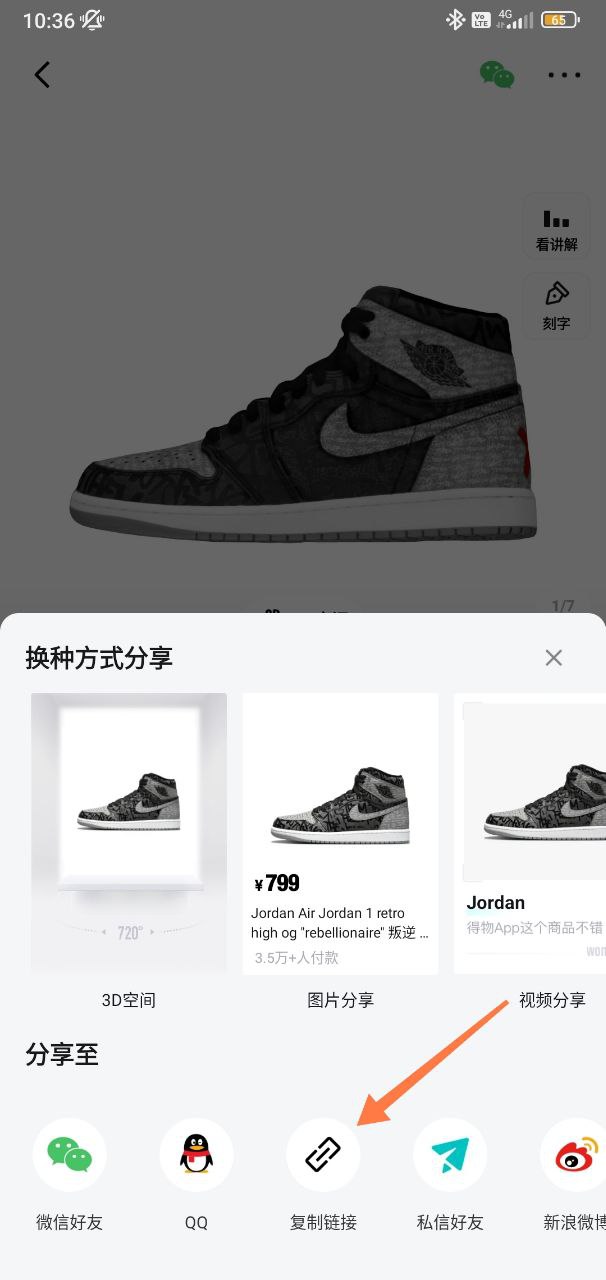 10:36
Vo
LTE
4G
65
看讲解
刻字
1/7
换种方式分享
720°
¥799
Jordan Air Jordan 1 retro
high og "rebellionaire" 叛逆 ...
3.5万+人付款
Jordan
得物App这个商品不错
3D空间
图片分享
视频分享
分享至
微信好友
QQ
复制链接
私信好友
新浪微博